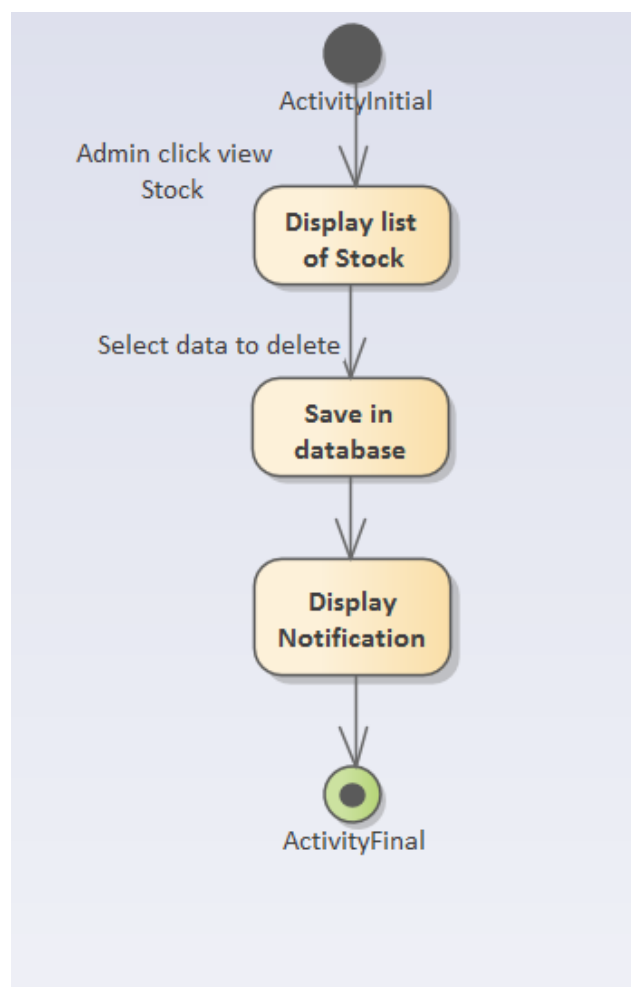 ActivityInitial
Admin click view
Stock
Display list
of Stock
Select data to delete
Save in
database
Display
Notification
ActivityFinal